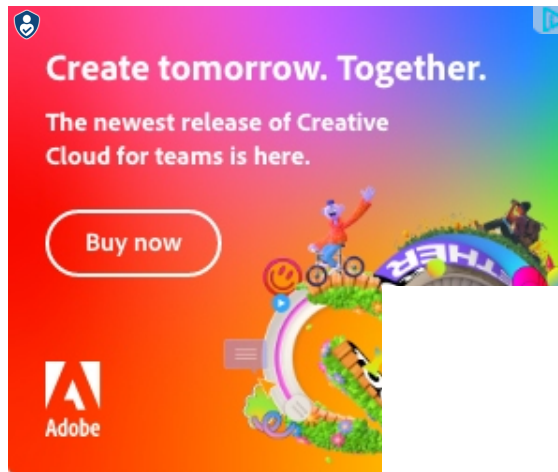 Create tomorrow. Together.
The newest release of Creative
Cloud for teams is here.
Buy now
Adobe